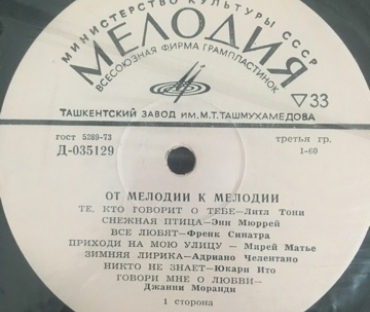 МИНИСТЕРСТВО КУЛЬТУРЫ СССР
МЕЛОДИЯ
ВСЕСОЮЗНАЯ ФИРМА ГРАМПЛАСТИНОК
▽33
ТАШКЕНТСКИЙ ЗАВОД ИМ. М.Т. ТАШМУХАМЕДОВА
гост 5289-73
третья гр.
Д-035129
1-60
ОТ МЕЛОДИИ К МЕЛОДИИ
ТЕ, КТО ГОВОРИТ О ТЕБЕ—Литл Тони
СНЕЖНАЯ ПТИЦА—Энн Мюррей
ВСЕ ЛЮБЯТ—Френк Синатра
ПРИХОДИ НА МОЮ УЛИЦУ — Мирей Матье
ЗИМНЯЯ ЛИРИКА—Адриано Челентано
НИКТО НЕ ЗНАЕТ—Юкари Ито
ГОВОРИ МНЕ О ЛЮБВИ—
Джанни Моранди
1 сторона